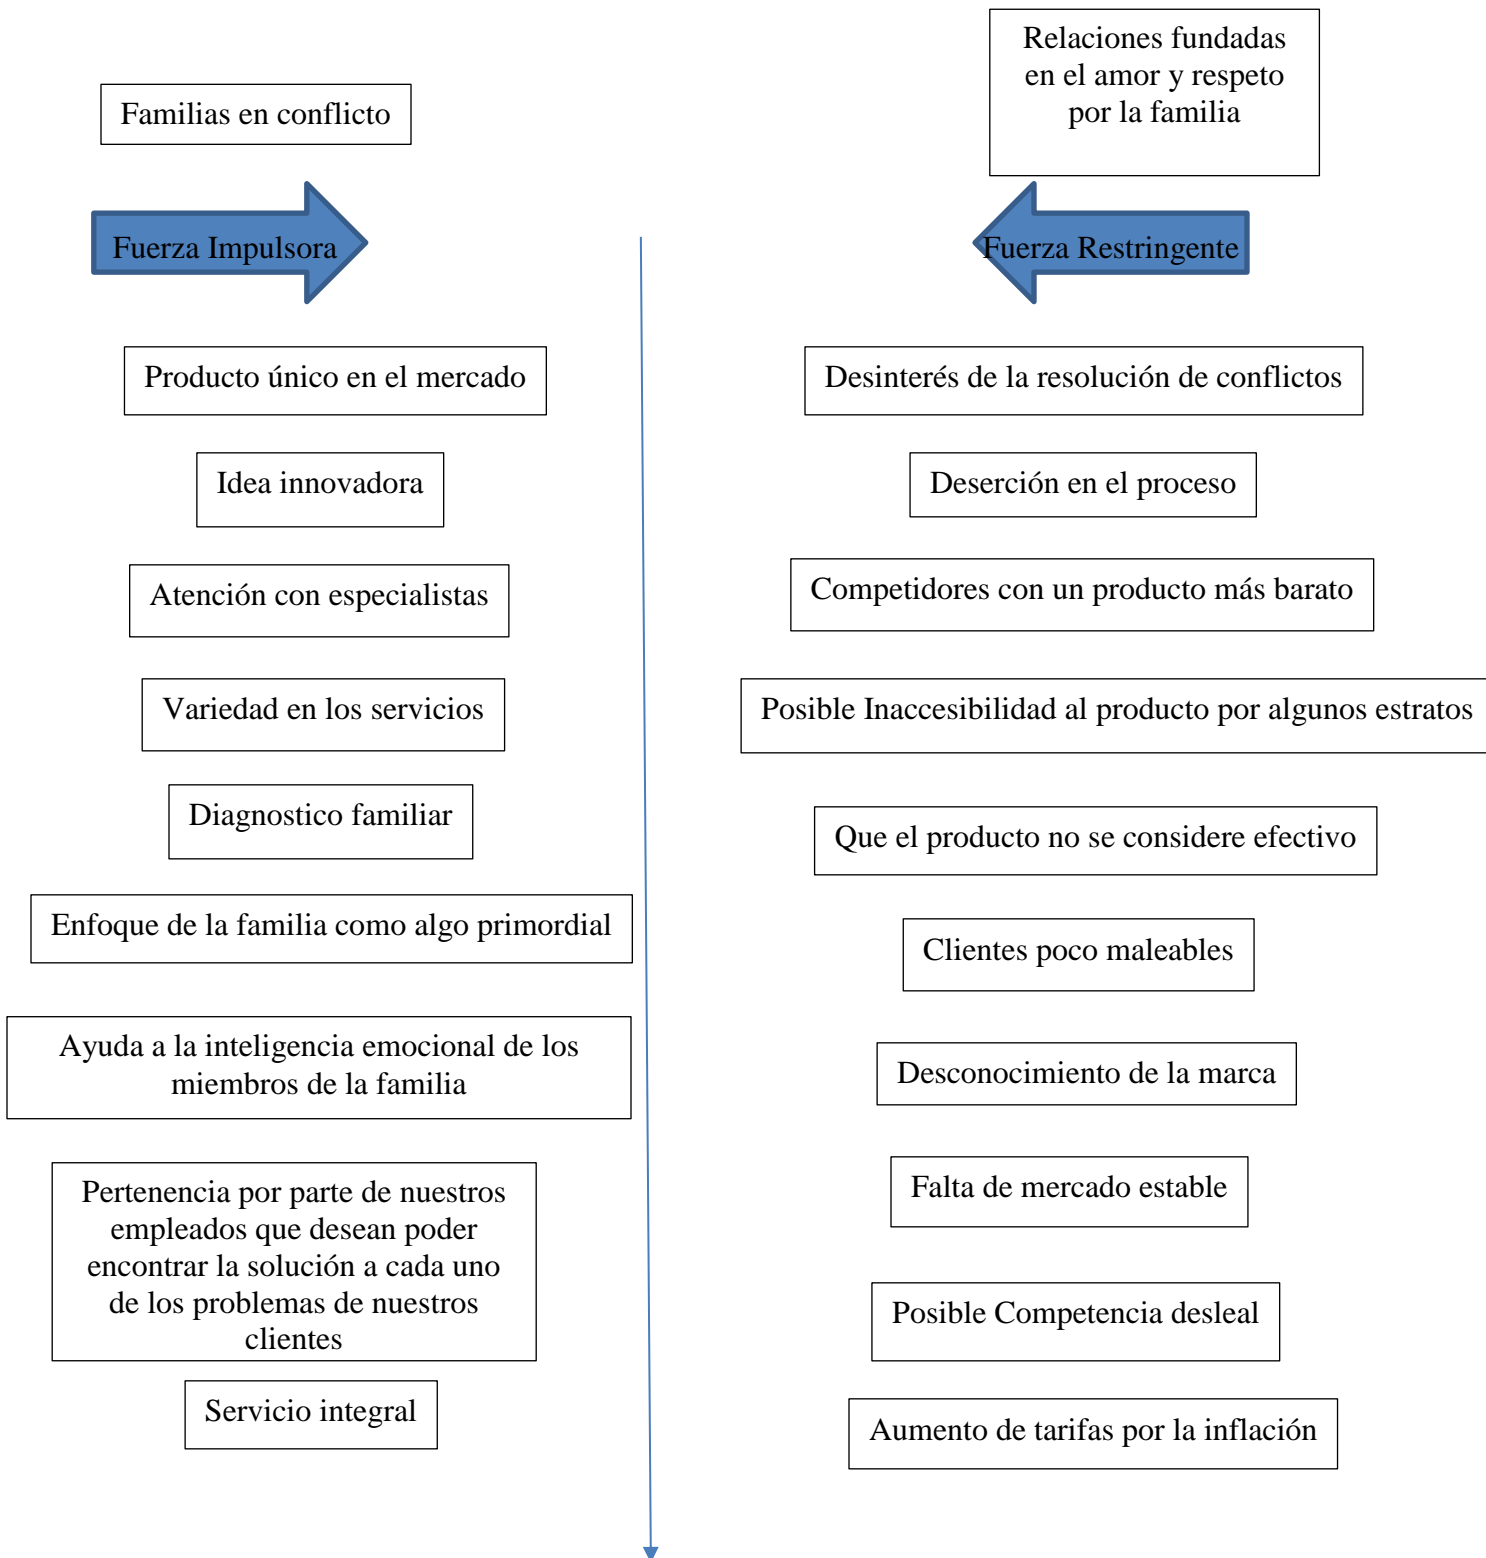 Relaciones fundadas
en el amor y respeto
por la familia
Familias en conflicto
Fuerza Impulsora
Fuerza Restringente
Producto único en el mercado
Desinterés de la resolución de conflictos
Idea innovadora
Deserción en el proceso
Atención con especialistas
Competidores con un producto más barato
Variedad en los servicios
Posible Inaccesibilidad al producto por algunos estratos
Diagnostico familiar
Que el producto no se considere efectivo
Enfoque de la familia como algo primordial
Clientes poco maleables
Ayuda a la inteligencia emocional de los
miembros de la familia
Desconocimiento de la marca
Pertenencia por parte de nuestros
empleados que desean poder
encontrar la solución a cada uno
de los problemas de nuestros
clientes
Falta de mercado estable
Posible Competencia desleal
Servicio integral
Aumento de tarifas por la inflación